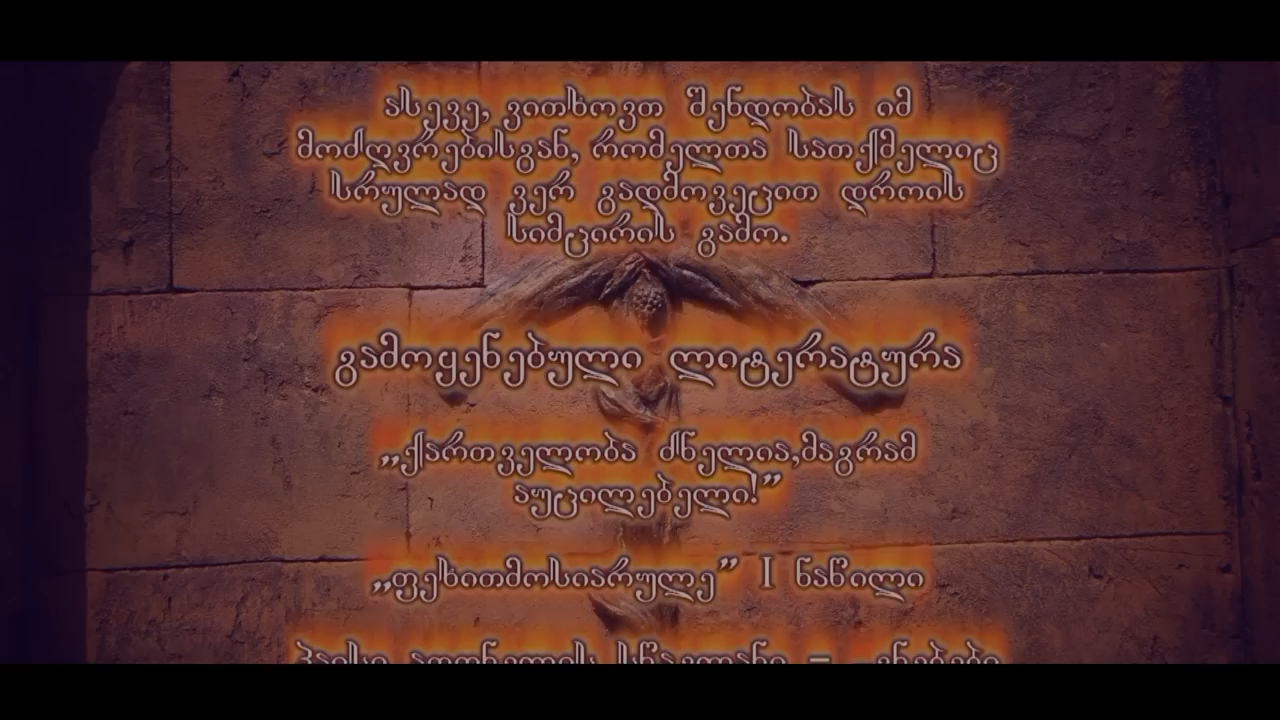 ასევე, ვითხოვთ შენდობას იმ
მოძღვრებისგან, რომელთა სათქმელიც
სრულად ვერ გადმოვეცით დროის
სიმცირის გამო.
გამოყენებული ლიტერატურა
„ქართველობა ძნელია,მაგრამ
აუცილებელი!”
„ფეხითმოსიარულე” I ნაწილი